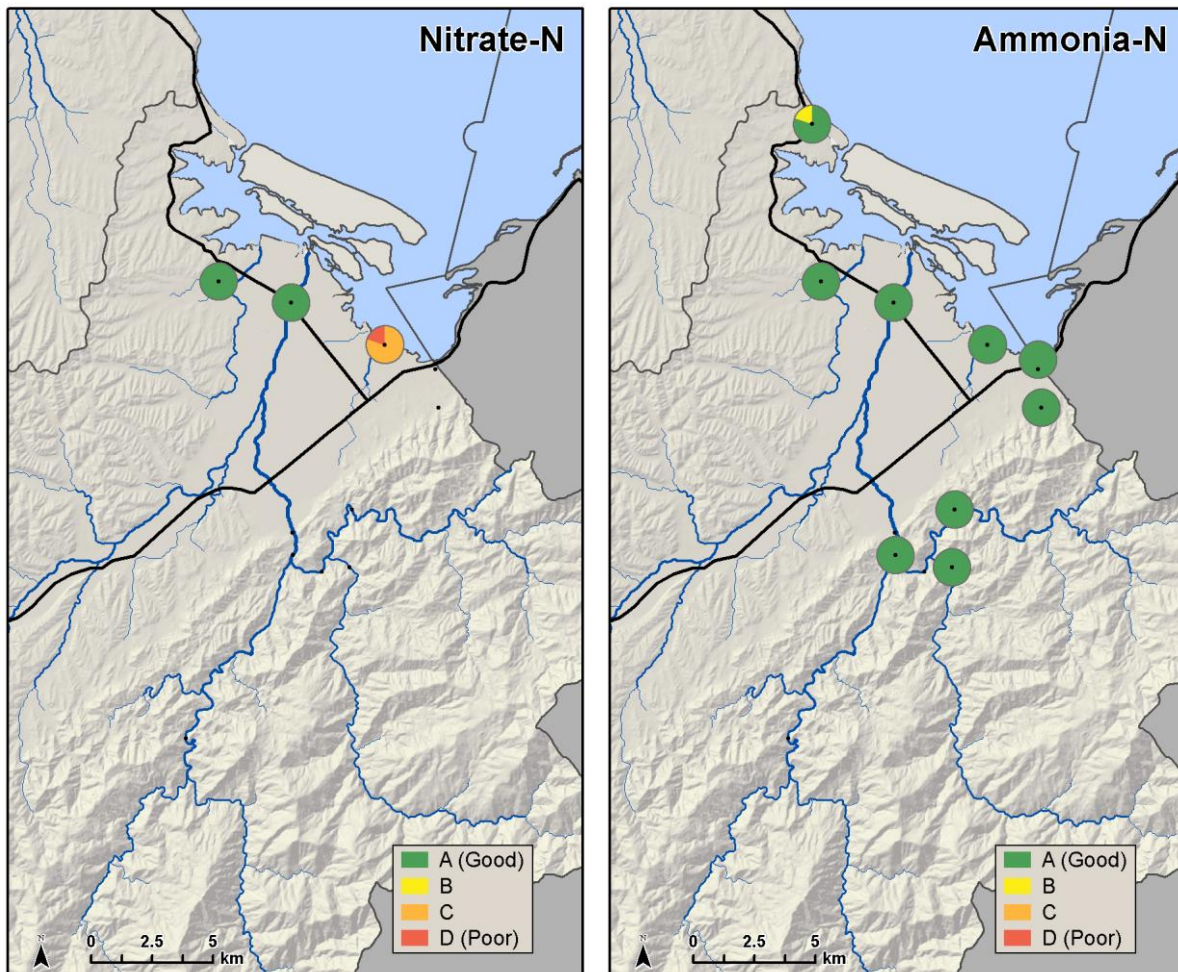 Nitrate-N
A (Good)
B
C
D (Poor)
N
0 2.5 5
km
Ammonia-N
A (Good)
B
C
D (Poor)
N
0 2.5 5
km